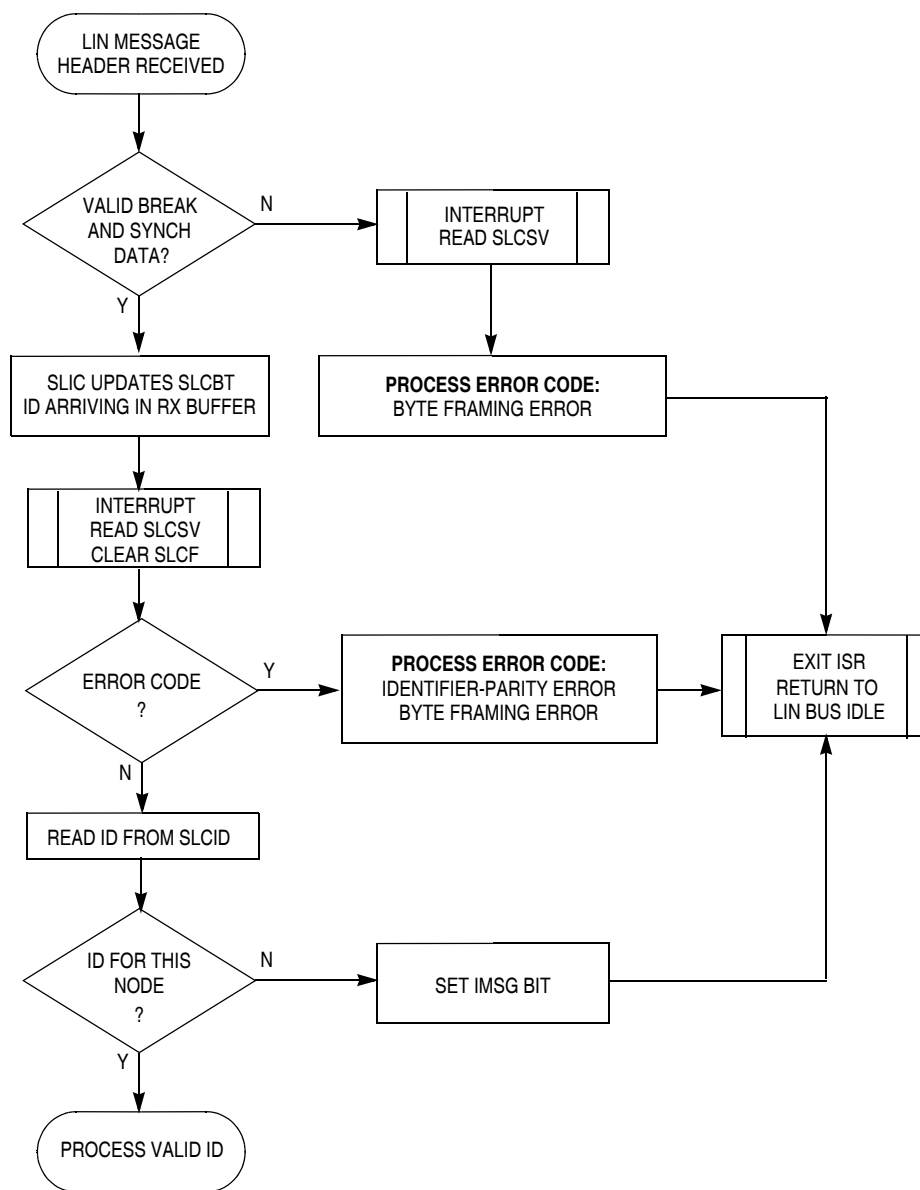 LIN MESSAGE
HEADER RECEIVED
VALID BREAK
AND SYNCH
DATA?
N
Y
INTERRUPT
READ SLCSV
SLIC UPDATES SLCBT
ID ARRIVING IN RX BUFFER
PROCESS ERROR CODE:
BYTE FRAMING ERROR
INTERRUPT
READ SLCSV
CLEAR SLCF
ERROR CODE
?
Y
N
PROCESS ERROR CODE:
IDENTIFIER-PARITY ERROR
BYTE FRAMING ERROR
EXIT ISR
RETURN TO
LIN BUS IDLE
READ ID FROM SLCID
ID FOR THIS
NODE
?
N
Y
SET IMSG BIT
PROCESS VALID ID